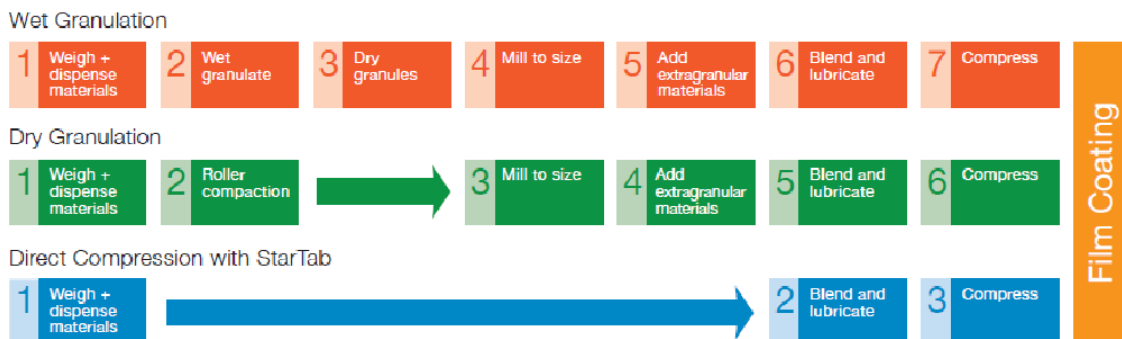 Wet Granulation
1 Weigh +
dispense
materials
2 Wet
granulate
3 Dry
granules
4 Mill to size
5 Add
extragranular
materials
6 Blend and
lubricate
7 Compress
Dry Granulation
1 Weigh +
dispense
materials
2 Roller
compaction
3 Mill to size
4 Add
extragranular
materials
5 Blend and
lubricate
6 Compress
Direct Compression with StarTab
1 Weigh +
dispense
materials
2 Blend and
lubricate
3 Compress
Film Coating